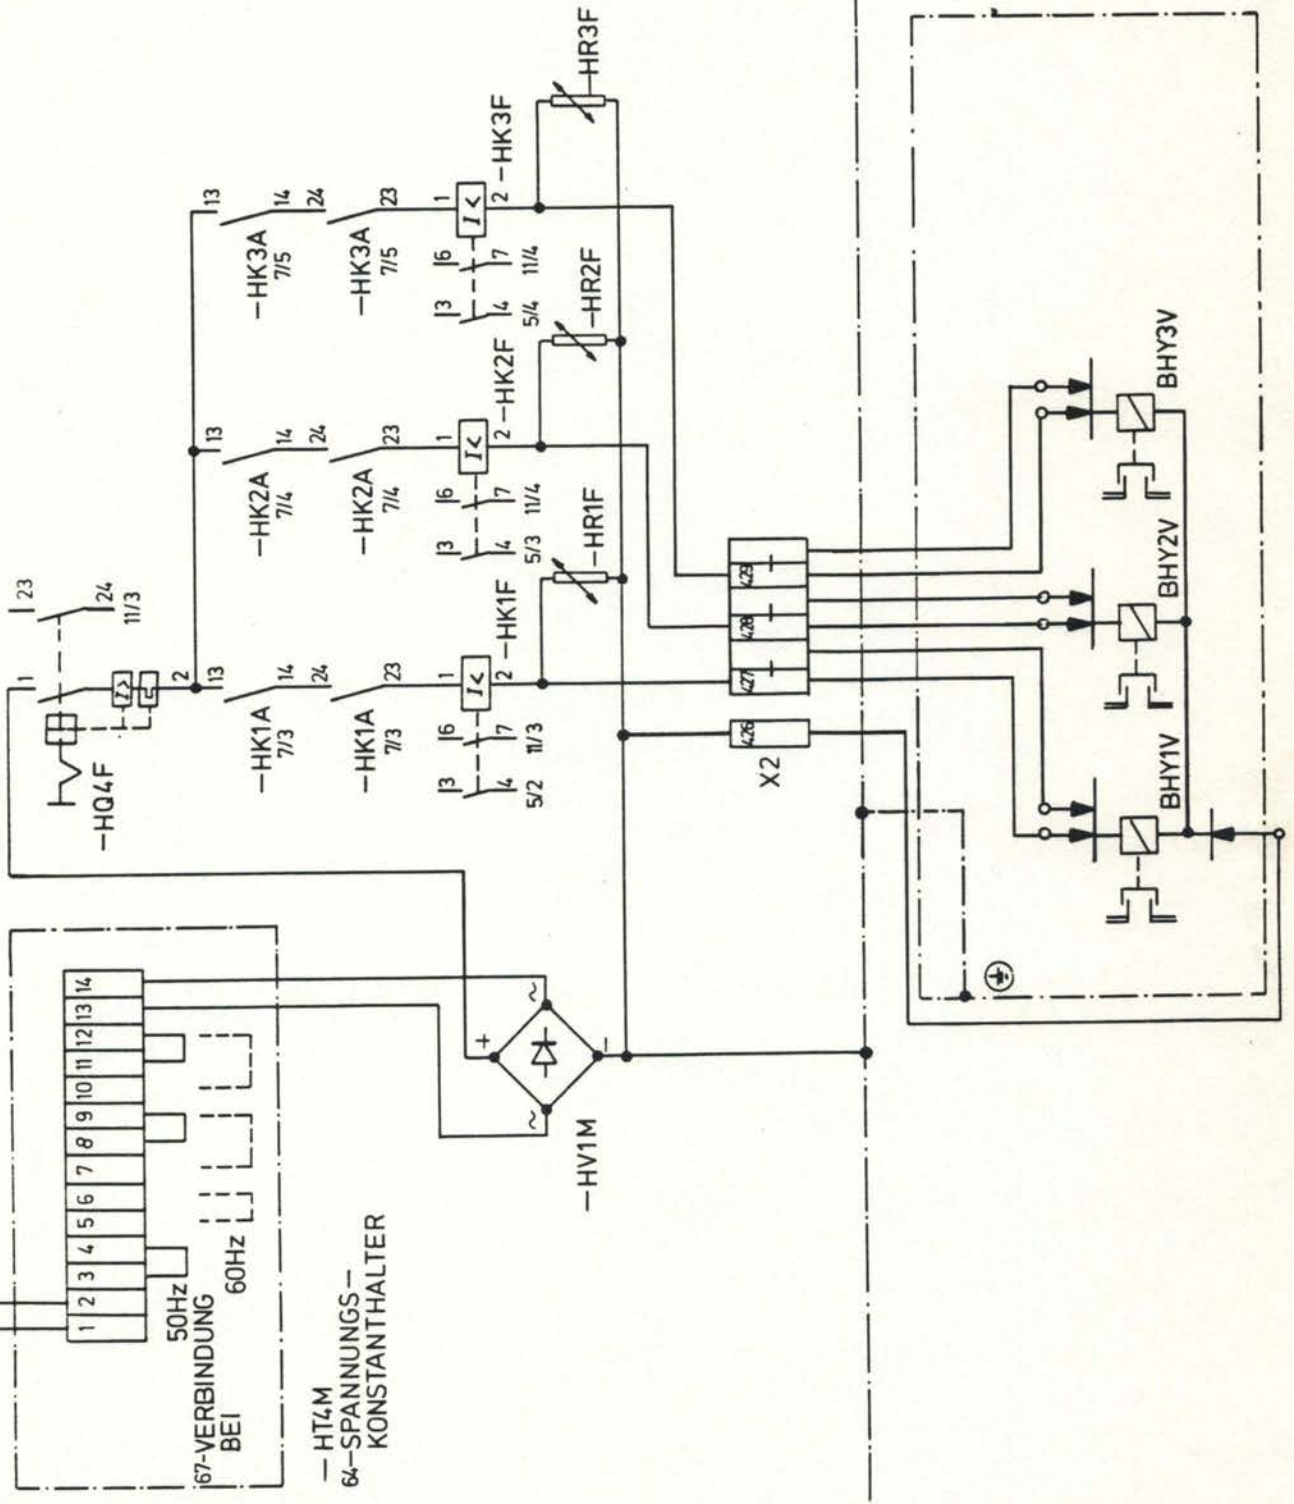 1 2 3 4 5 6 7 8 9 10 11 12 13 14
50Hz
67-VERBINDUNG
BEI
60Hz
—HT4M
64—SPANNUNGS—
KONSTANTHALTER
—HV1M
+
~
~
-
—HQ4F
1
2
I>
23
24
11/3
13
14
—HK1A
7/3
24
23
—HK1A
7/3
1
I<
2
—HK1F
6
7
11/3
3
4
5/2
—HR1F
13
14
—HK2A
7/4
24
23
—HK2A
7/4
1
I<
2
—HK2F
6
7
11/4
3
4
5/3
—HR2F
13
14
—HK3A
7/5
24
23
—HK3A
7/5
1
I<
2
—HK3F
6
7
11/4
3
4
5/4
—HR3F
X2
426
427
428
429
BHY1V
BHY2V
BHY3V